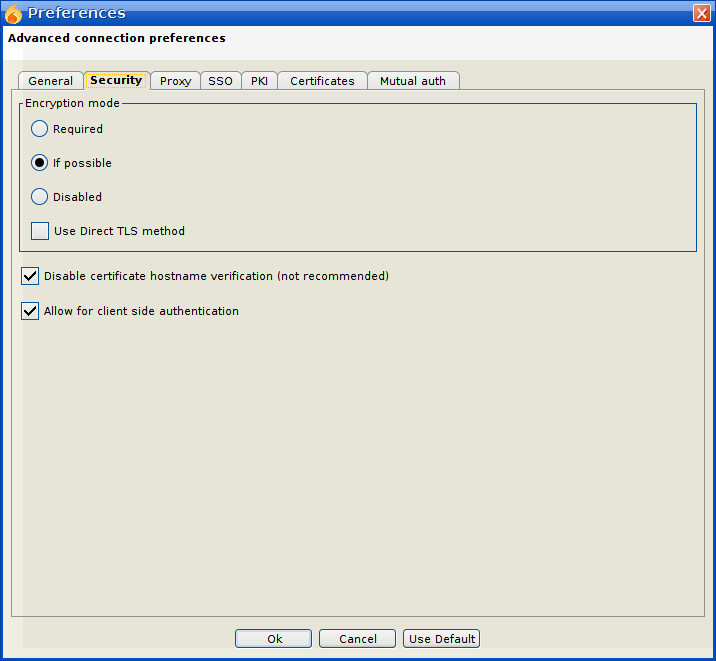 Preferences
Advanced connection preferences
General Security Proxy SSO PKI Certificates Mutual auth
Encryption mode
Required
If possible
Disabled
Use Direct TLS method
Disable certificate hostname verification (not recommended)
Allow for client side authentication
Ok Cancel Use Default